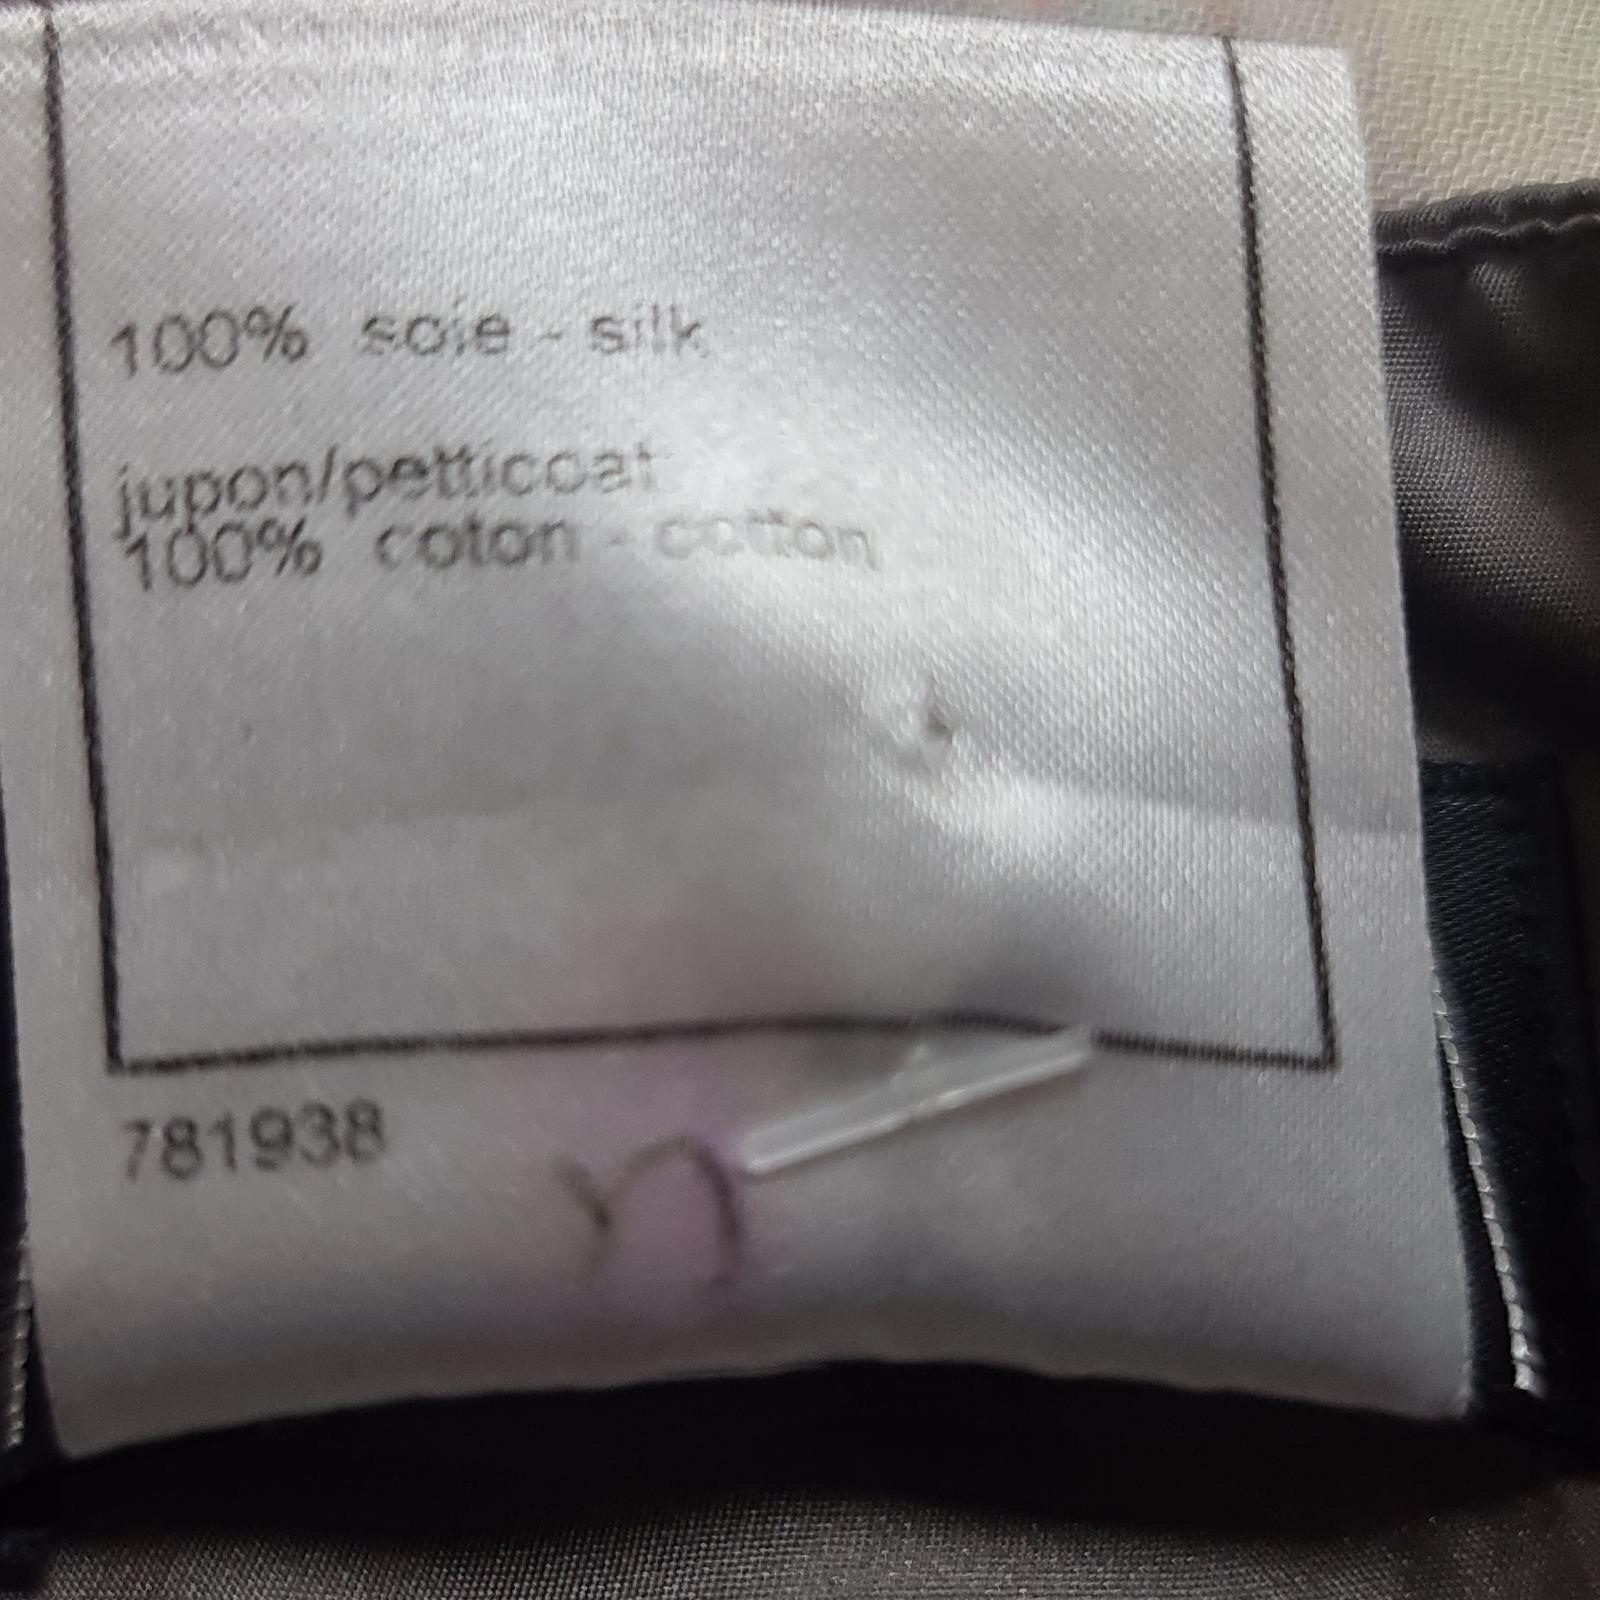 100% soie - silk
jupon/petticoat
100% coton - cotton
781938